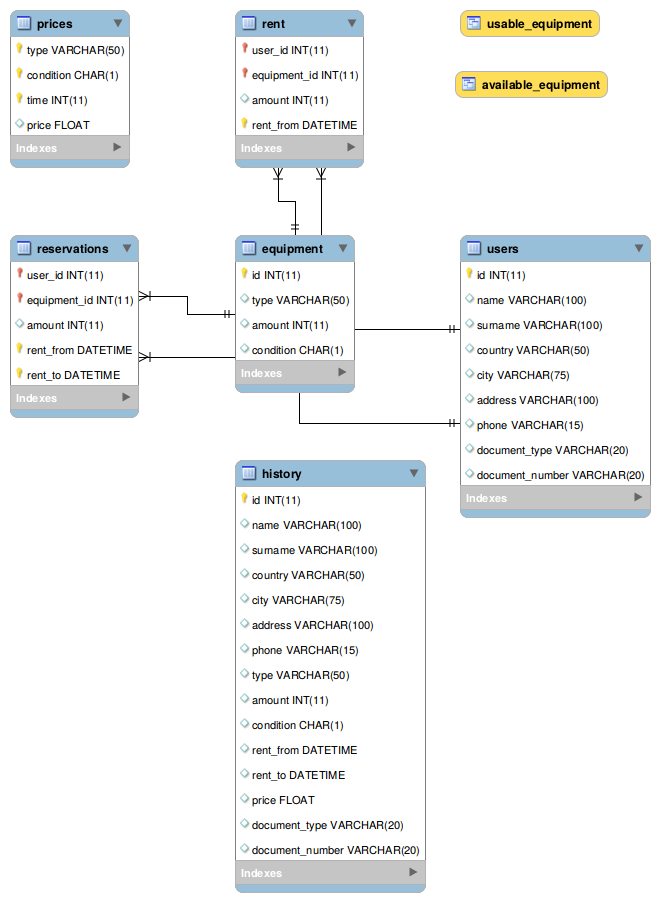 prices
type VARCHAR(50)
condition CHAR(1)
time INT(11)
price FLOAT
Indexes
rent
user_id INT(11)
equipment_id INT(11)
amount INT(11)
rent_from DATETIME
Indexes
usable_equipment
available_equipment
reservations
user_id INT(11)
equipment_id INT(11)
amount INT(11)
rent_from DATETIME
rent_to DATETIME
Indexes
equipment
id INT(11)
type VARCHAR(50)
amount INT(11)
condition CHAR(1)
Indexes
users
id INT(11)
name VARCHAR(100)
surname VARCHAR(100)
country VARCHAR(50)
city VARCHAR(75)
address VARCHAR(100)
phone VARCHAR(15)
document_type VARCHAR(20)
document_number VARCHAR(20)
Indexes
history
id INT(11)
name VARCHAR(100)
surname VARCHAR(100)
country VARCHAR(50)
city VARCHAR(75)
address VARCHAR(100)
phone VARCHAR(15)
type VARCHAR(50)
amount INT(11)
condition CHAR(1)
rent_from DATETIME
rent_to DATETIME
price FLOAT
document_type VARCHAR(20)
document_number VARCHAR(20)
Indexes